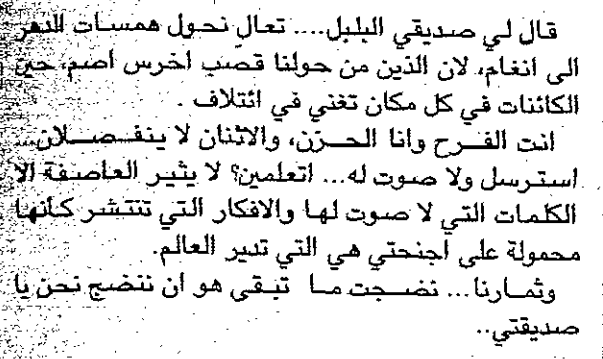 قال لي صديقي البلبل.... تعال نحول همسات النهر
الى انغام، لان الذين من حولنا قصب اخرس اصم، حين
الكائنات في كل مكان تغني في ائتلاف .
انت الفرح وانا الحزن، والاثنان لا ينفصلان...
استرسل ولا صوت له... اتعلمين؟ لا يثير العاصفة الا
الكلمات التي لا صوت لها والافكار التي تنتشر كأنها
محمولة على اجنحتي هي التي تدير العالم.
وثمارنا... نضجت ما تبقى هو ان ننضج نحن يا
صديقتي..